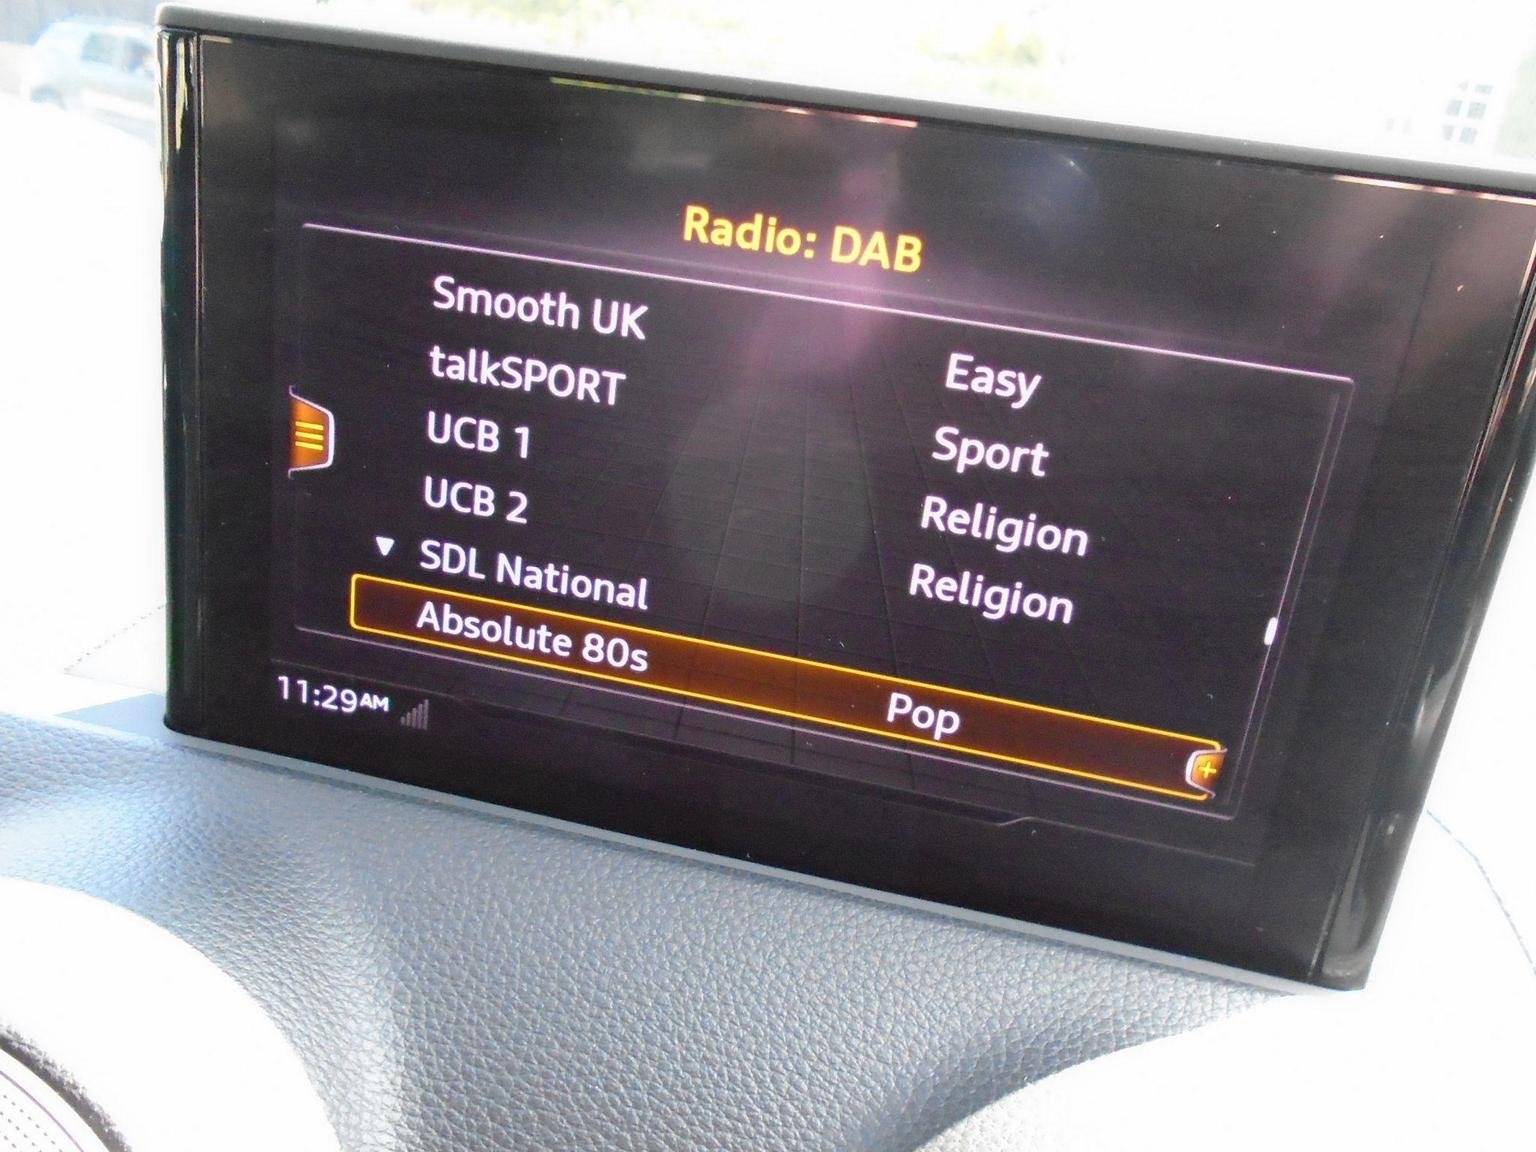 Radio: DAB
Smooth UK Easy
talkSPORT Sport
UCB 1 Religion
UCB 2 Religion
SDL National
Absolute 80s Pop
11:29AM